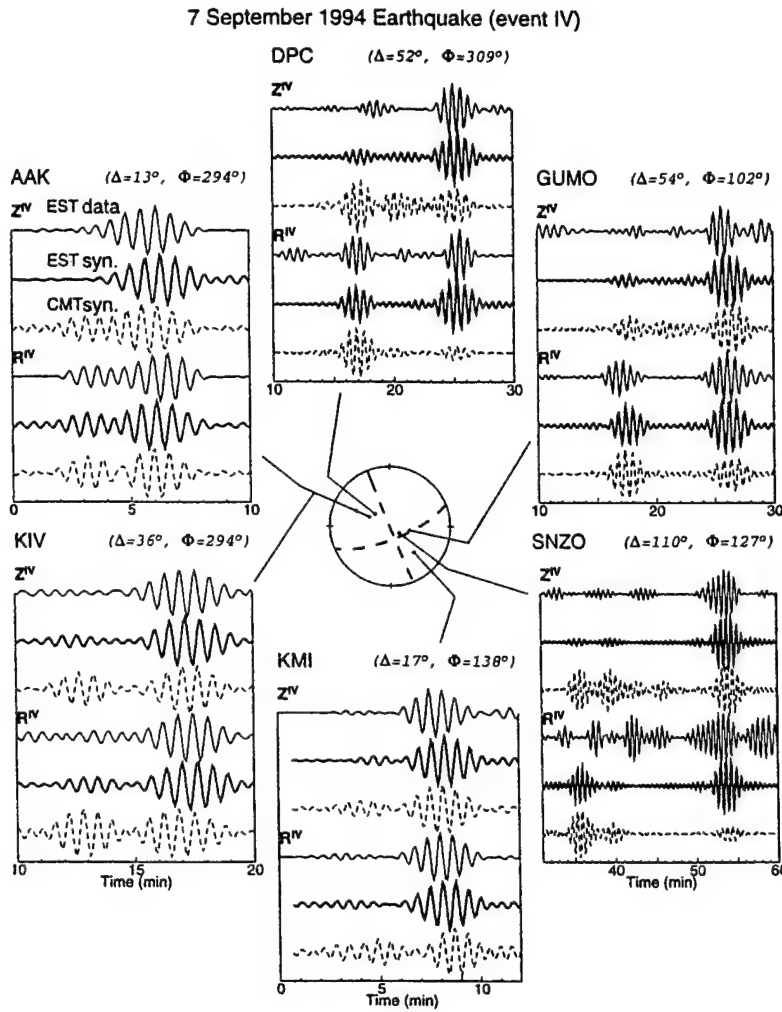 7 September 1994 Earthquake (event IV)
DPC (Δ=52°, Φ=309°)
Z^IV
R^IV
10 20 30
AAK (Δ=13°, Φ=294°)
Z^IV EST data
EST syn.
CMTsyn.
R^IV
0 5 10
GUMO (Δ=54°, Φ=102°)
Z^IV
R^IV
10 20 30
KIV (Δ=36°, Φ=294°)
Z^IV
R^IV
10 15 20
Time (min)
KMI (Δ=17°, Φ=138°)
Z^IV
R^IV
0 5 10
Time (min)
SNZO (Δ=110°, Φ=127°)
Z^IV
R^IV
40 50 60
Time (min)